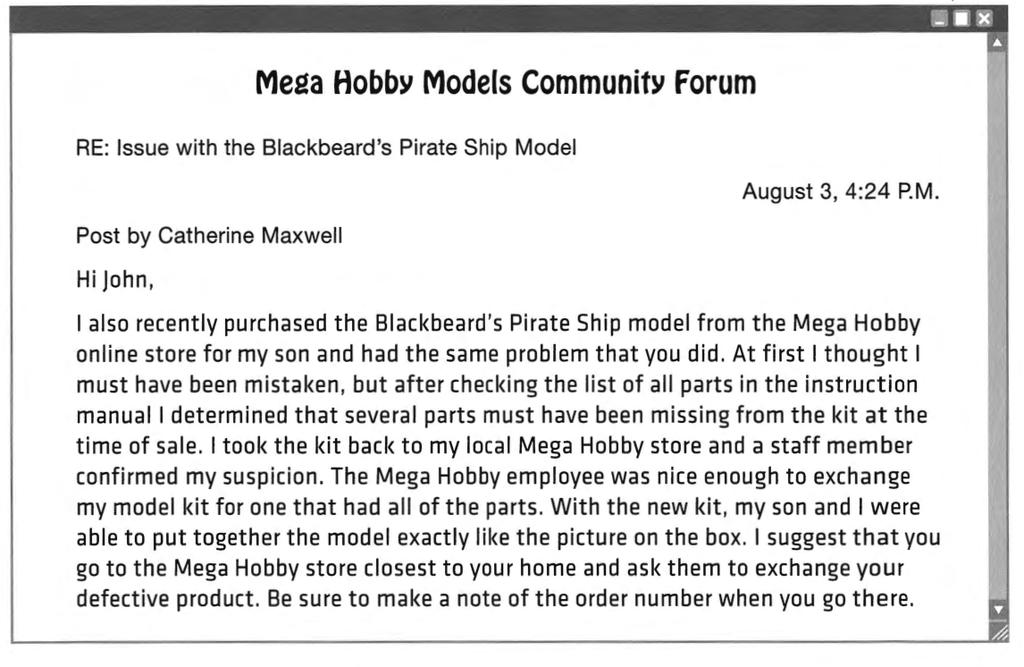 Mega Hobby Models Community Forum
RE: Issue with the Blackbeard's Pirate Ship Model
August 3, 4:24 P.M.
Post by Catherine Maxwell
Hi John,
I also recently purchased the Blackbeard's Pirate Ship model from the Mega Hobby
online store for my son and had the same problem that you did. At first I thought I
must have been mistaken, but after checking the list of all parts in the instruction
manual I determined that several parts must have been missing from the kit at the
time of sale. I took the kit back to my local Mega Hobby store and a staff member
confirmed my suspicion. The Mega Hobby employee was nice enough to exchange
my model kit for one that had all of the parts. With the new kit, my son and I were
able to put together the model exactly like the picture on the box. I suggest that you
go to the Mega Hobby store closest to your home and ask them to exchange your
defective product. Be sure to make a note of the order number when you go there.